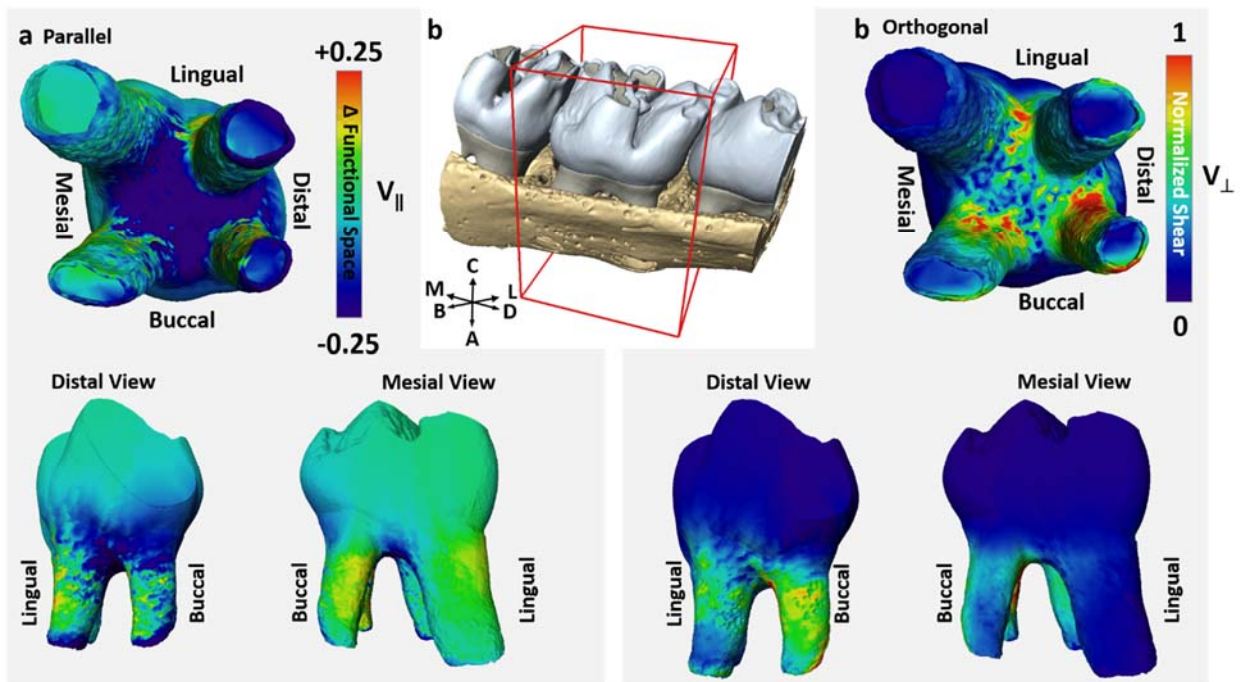 a Parallel
+0.25
Lingual
Mesial
Distal
Buccal
Δ Functional Space
-0.25
V∥
b
C
M
L
B
D
A
b Orthogonal
1
Lingual
Mesial
Distal
Buccal
Normalized Shear
0
V⊥
Distal View
Lingual
Buccal
Mesial View
Buccal
Lingual
Distal View
Lingual
Buccal
Mesial View
Buccal
Lingual